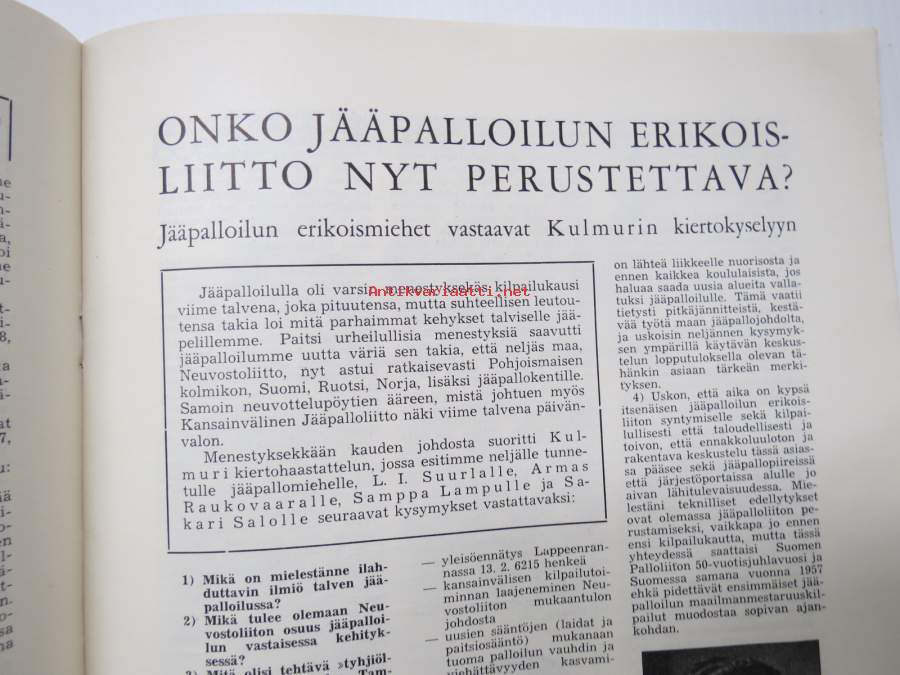 ONKO JÄÄPALLOILUN ERIKOIS-
LIITTO NYT PERUSTETTAVA?
Jääpalloilun erikoismiehet vastaavat Kulmurin kiertokyselyyn
Jääpalloilulla oli varsin menestyksekäs kilpailukausi
viime talvena, joka pituutensa, mutta suhteellisen leutou-
tensa takia loi mitä parhaimmat kehykset talviselle jää-
pelillemme. Paitsi urheilullisia menestyksiä saavutti
jääpalloilumme uutta väriä sen takia, että neljäs maa,
Neuvostoliitto, nyt astui ratkaisevasti Pohjoismaisen
kolmikon, Suomi, Ruotsi, Norja, lisäksi jääpallokentille.
Samoin neuvottelupöytien ääreen, mistä johtuen myös
Kansainvälinen Jääpalloliitto näki viime talvena päivän-
valon.
Menestyksekkään kauden johdosta suoritti Kul-
muri kiertohaastattelun, jossa esitimme neljälle tunne-
tulle jääpallomiehelle, L. I. Suurlalle, Armas
Raukovaaralle, Samppa Lampulle ja Sa-
kari Salolle seuraavat kysymykset vastattavaksi:
1) Mikä on mielestänne ilah-
duttavin ilmiö talven jää-
palloilussa?
2) Mikä tulee olemaan Neu-
vostoliiton osuus jääpalloi-
lun vastaisessa kehityk-
sessä?
3) Mitä olisi tehtävä »tyhjiöl-
— yleisöennätys Lappeenran-
nassa 13. 2. 6215 henkeä
— kansainvälisen kilpailutoi-
minnan laajeneminen Neu-
vostoliiton mukaantulon
johdosta
— uusien sääntöjen (laidat ja
paitsiosääntö) mukanaan
tuoma palloilun vauhdin ja
viehättävyyden kasvami-
on lähteä liikkeelle nuorisosta ja
ennen kaikkea koululaisista, jos
haluaa saada uusia alueita valla-
tuksi jääpalloilulle. Tämä vaatii
tietysti pitkäjännitteistä, kestä-
vää työtä maan jääpallojohdolta,
ja uskoisin neljännen kysymyk-
sen ympärillä käytävän keskus-
telun lopputuloksella olevan tä-
hänkin asiaan tärkeän merki-
tyksen.
4) Uskon, että aika on kypsä
itsenäisen jääpalloilun erikois-
liiton syntymiselle sekä kilpai-
lullisesti että taloudellisesti ja
toivon, että ennakkoluuloton ja
rakentava keskustelu tässä asias-
sa pääsee sekä jääpallopiireissä
että järjestöportaissa alulle jo
aivan lähitulevaisuudessa. Mie-
lestäni teknilliset edellytykset
ovat olemassa jääpalloliiton pe-
rustamiseksi, vaikkapa jo ennen
ensi kilpailukautta, mutta tässä
yhteydessä saattaisi Suomen
Palloliiton 50-vuotisjuhlavuosi ja
Suomessa samana vuonna 1957
ehkä pidettävät ensimmäiset jää-
palloilun maailmanmestaruuskil-
pailut muodostaa sopivan ajan-
kohdan.
Antikvariaatti.net